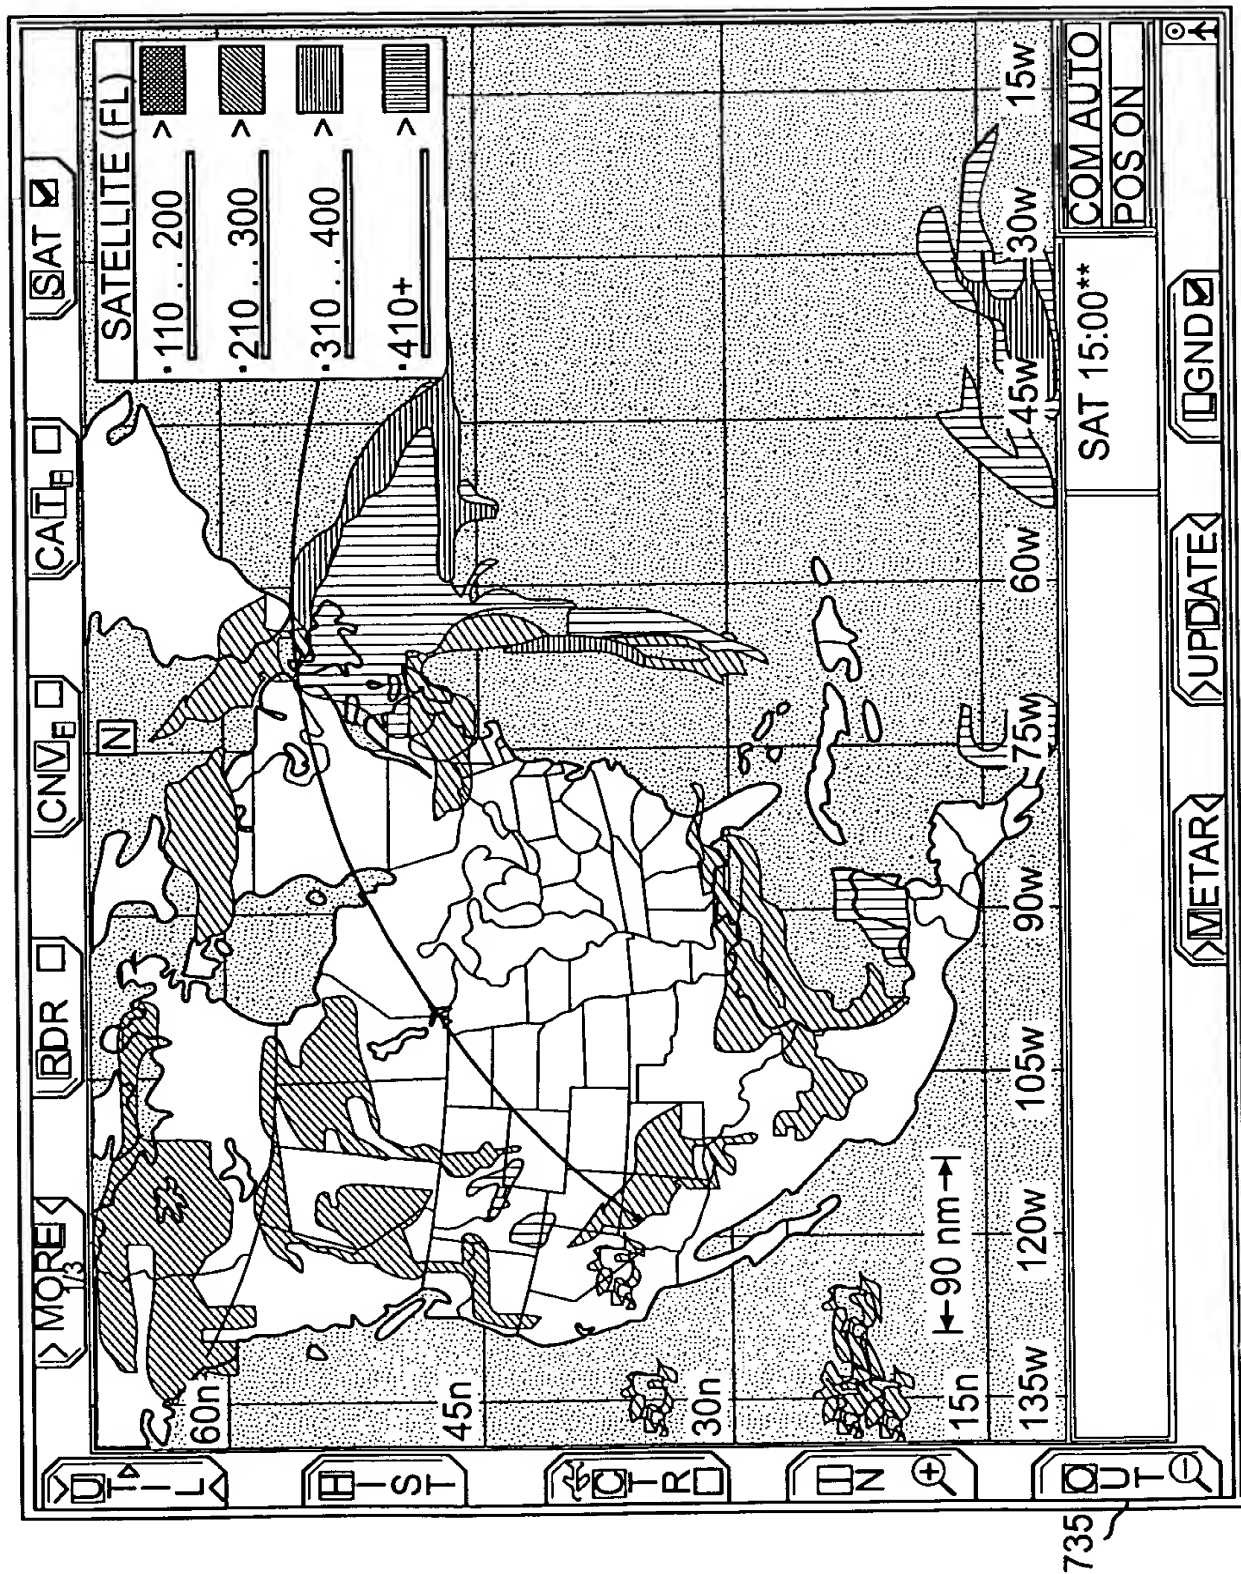 > MORE <
1/3
RDR
CNV F
CAT F
SAT
> U T I L <
HIST
CTR
IN
OUT
N
SATELLITE (FL)
·110...200 >
·210...300 >
·310...400 >
·410+ >
60n
45n
30n
15n
135w
120w
105w
90w
75w
60w
45w
30w
15w
90 nm
SAT 15:00**
COM AUTO
POS ON
>METAR<
>UPDATE<
LGND
735